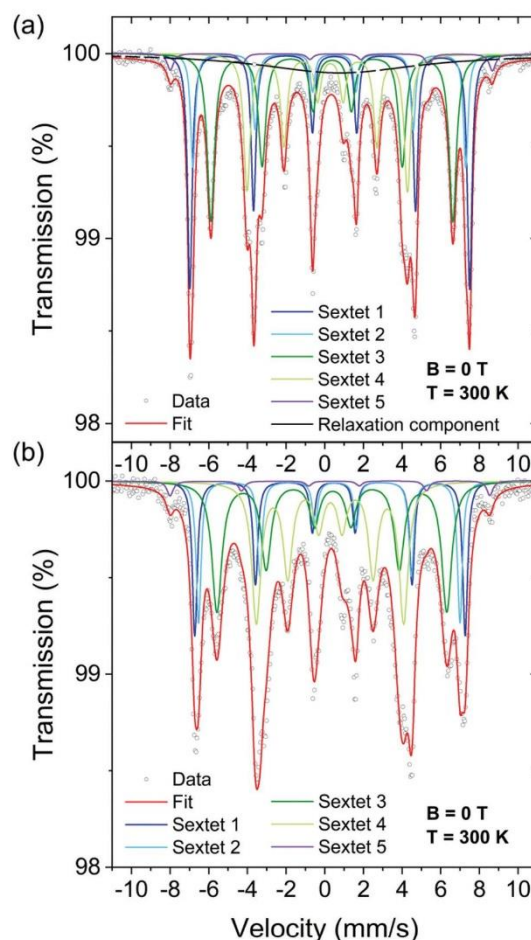 (a)
100
99
98
Transmission (%)
Sextet 1
Sextet 2
Sextet 3
Sextet 4
Sextet 5
Data
Fit
Relaxation component
B = 0 T
T = 300 K
-10 -8 -6 -4 -2 0 2 4 6 8 10
(b)
100
99
98
Transmission (%)
Data
Fit
Sextet 1
Sextet 2
Sextet 3
Sextet 4
Sextet 5
B = 0 T
T = 300 K
-10 -8 -6 -4 -2 0 2 4 6 8 10
Velocity (mm/s)